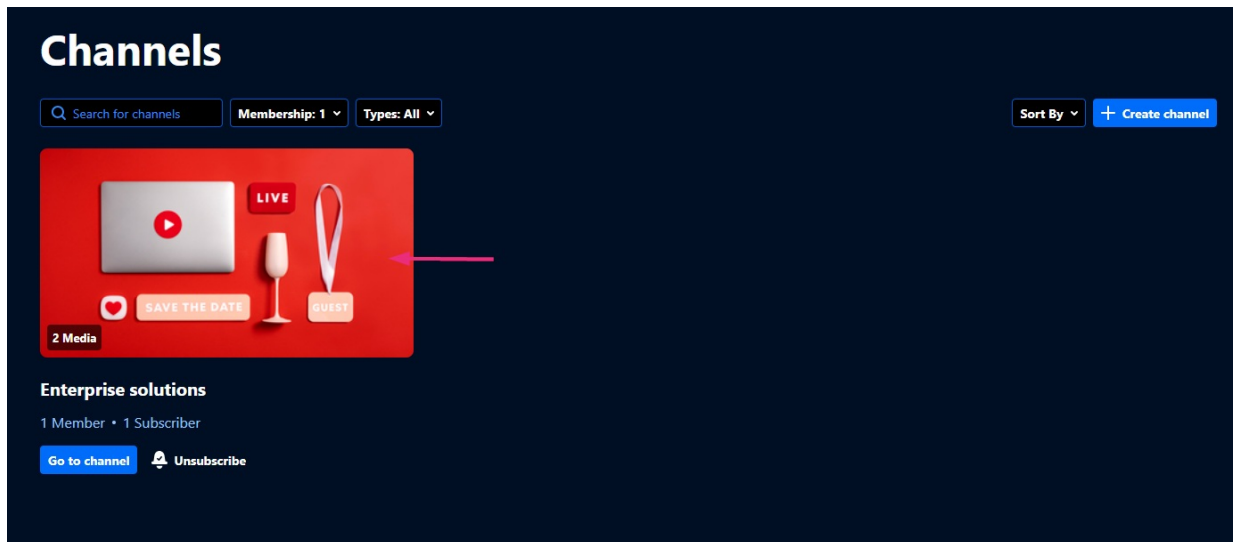 Channels
Search for channels
Membership: 1
Types: All
Sort By
Create channel
LIVE
SAVE THE DATE
GUEST
2 Media
Enterprise solutions
1 Member • 1 Subscriber
Go to channel
Unsubscribe